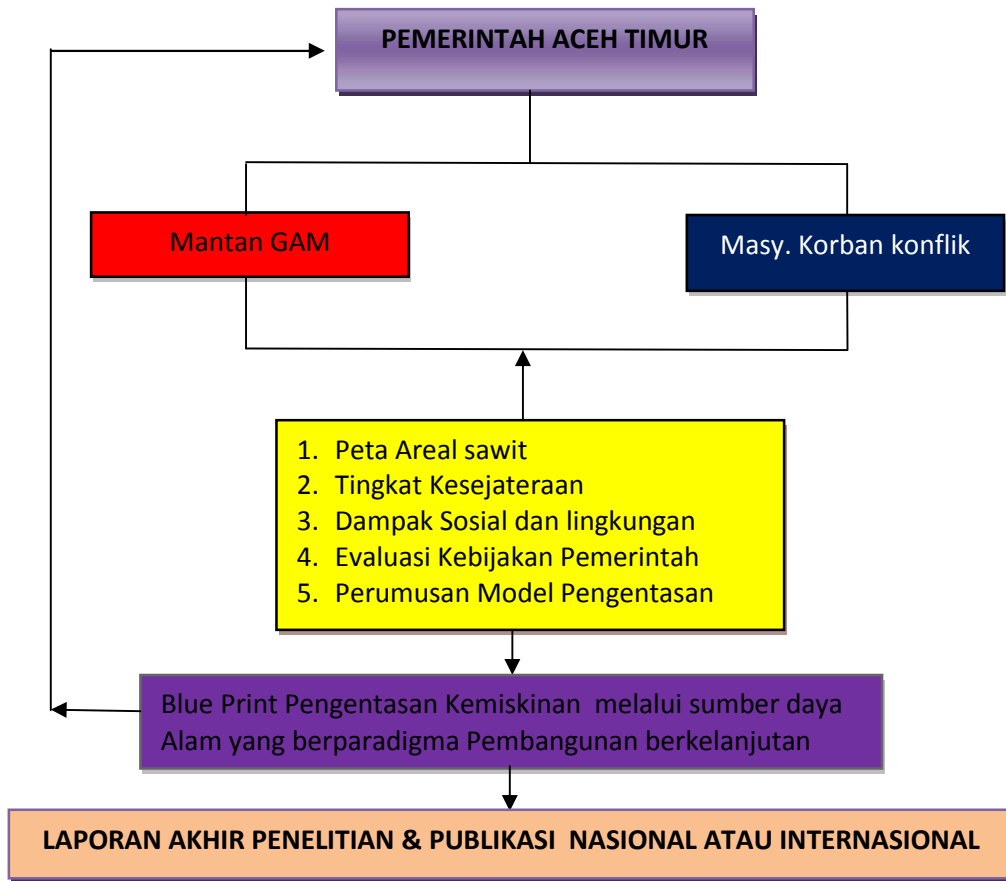 PEMERINTAH ACEH TIMUR
Mantan GAM
Masy. Korban konflik
1. Peta Areal sawit
2. Tingkat Kesejateraan
3. Dampak Sosial dan lingkungan
4. Evaluasi Kebijakan Pemerintah
5. Perumusan Model Pengentasan
Blue Print Pengentasan Kemiskinan melalui sumber daya
Alam yang berparadigma Pembangunan berkelanjutan
LAPORAN AKHIR PENELITIAN & PUBLIKASI NASIONAL ATAU INTERNASIONAL